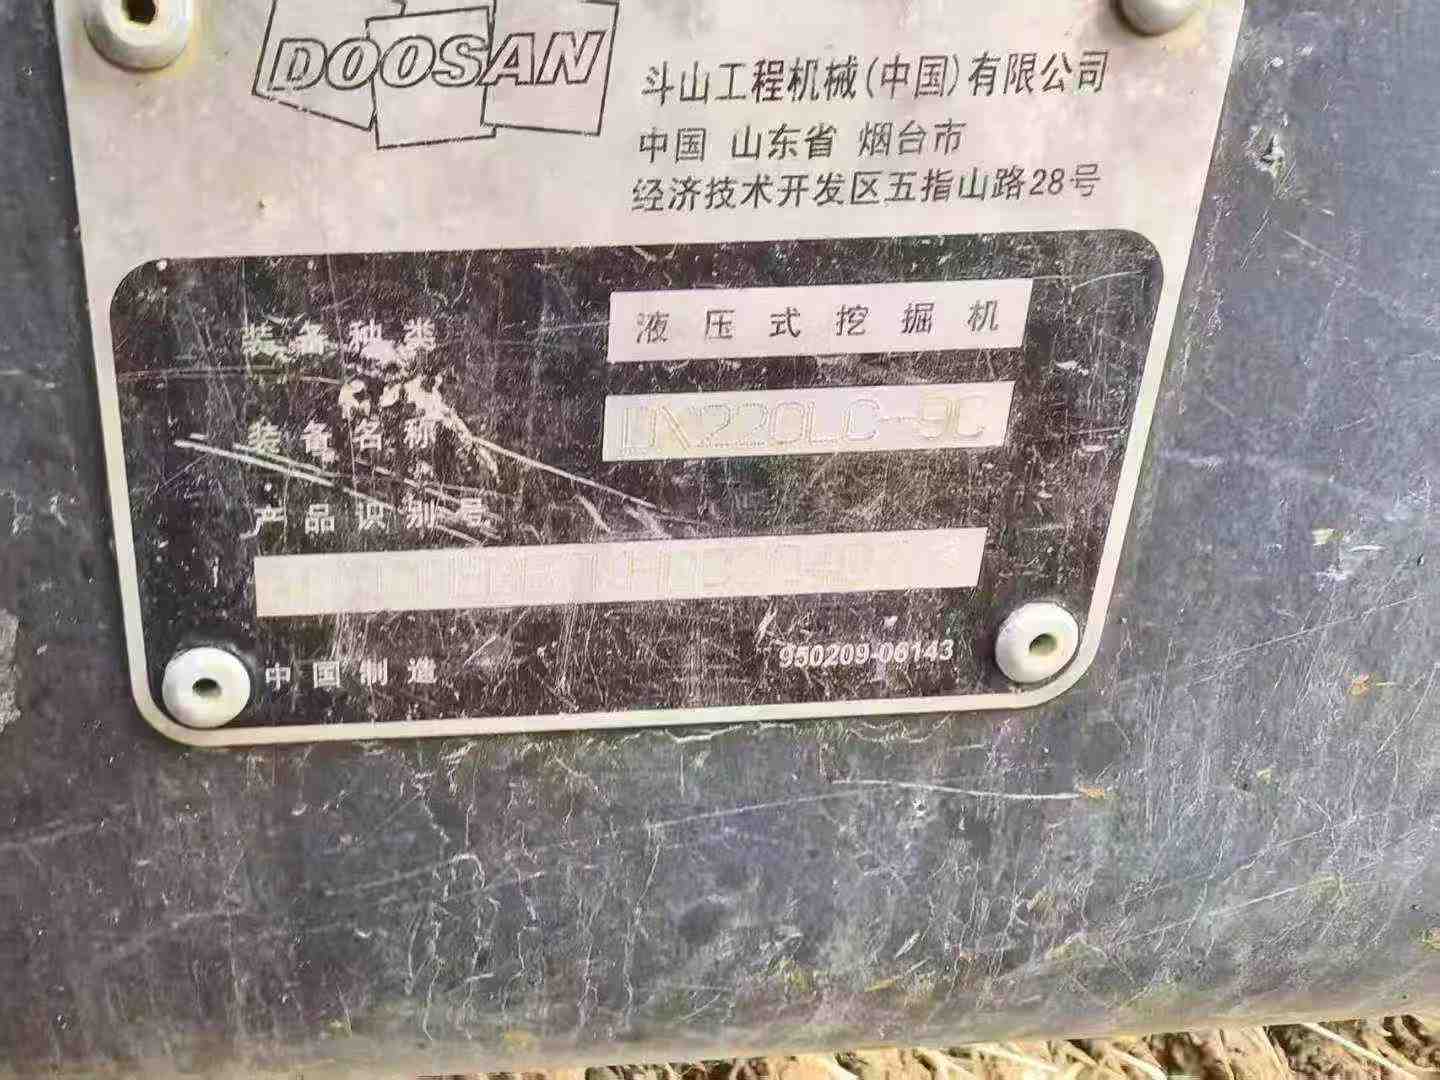 DOOSAN
斗山工程机械(中国)有限公司
中国 山东省 烟台市
经济技术开发区五指山路28号
装备种类
液压式挖掘机
装备名称
DX220LC-9C
产品识别号
中国制造
950209-06143